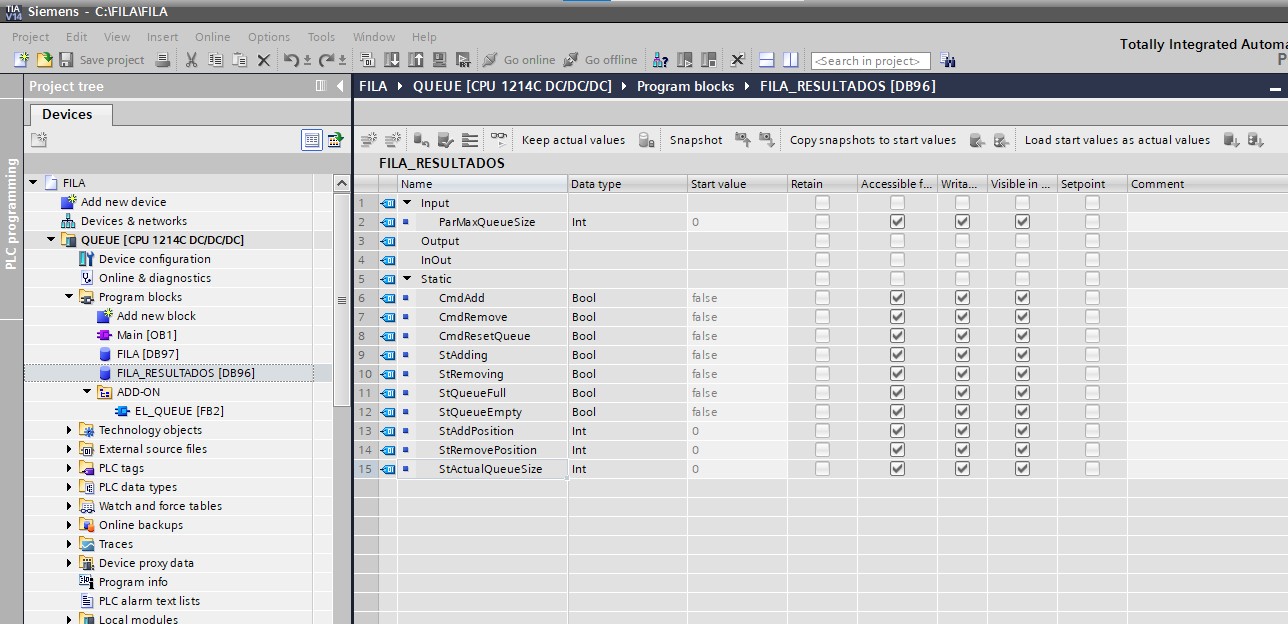 TIA V14 Siemens - C:\FILA\FILA
Project Edit View Insert Online Options Tools Window Help
Totally Integrated Automa
Save project Go online Go offline <Search in project> P
Project tree
FILA QUEUE [CPU 1214C DC/DC/DC] Program blocks FILA_RESULTADOS [DB96]
Devices
Keep actual values Snapshot Copy snapshots to start values Load start values as actual values
FILA_RESULTADOS
Name Data type Start value Retain Accessible f... Writa... Visible in ... Setpoint Comment
1 Input
2 ParMaxQueueSize Int 0
3 Output
4 InOut
5 Static
6 CmdAdd Bool false
7 CmdRemove Bool false
8 CmdResetQueue Bool false
9 StAdding Bool false
10 StRemoving Bool false
11 StQueueFull Bool false
12 StQueueEmpty Bool false
13 StAddPosition Int 0
14 StRemovePosition Int 0
15 StActualQueueSize Int 0
PLC programming
FILA
Add new device
Devices & networks
QUEUE [CPU 1214C DC/DC/DC]
Device configuration
Online & diagnostics
Program blocks
Add new block
Main [OB1]
FILA [DB97]
FILA_RESULTADOS [DB96]
ADD-ON
EL_QUEUE [FB2]
Technology objects
External source files
PLC tags
PLC data types
Watch and force tables
Online backups
Traces
Device proxy data
Program info
PLC alarm text lists
Local modules